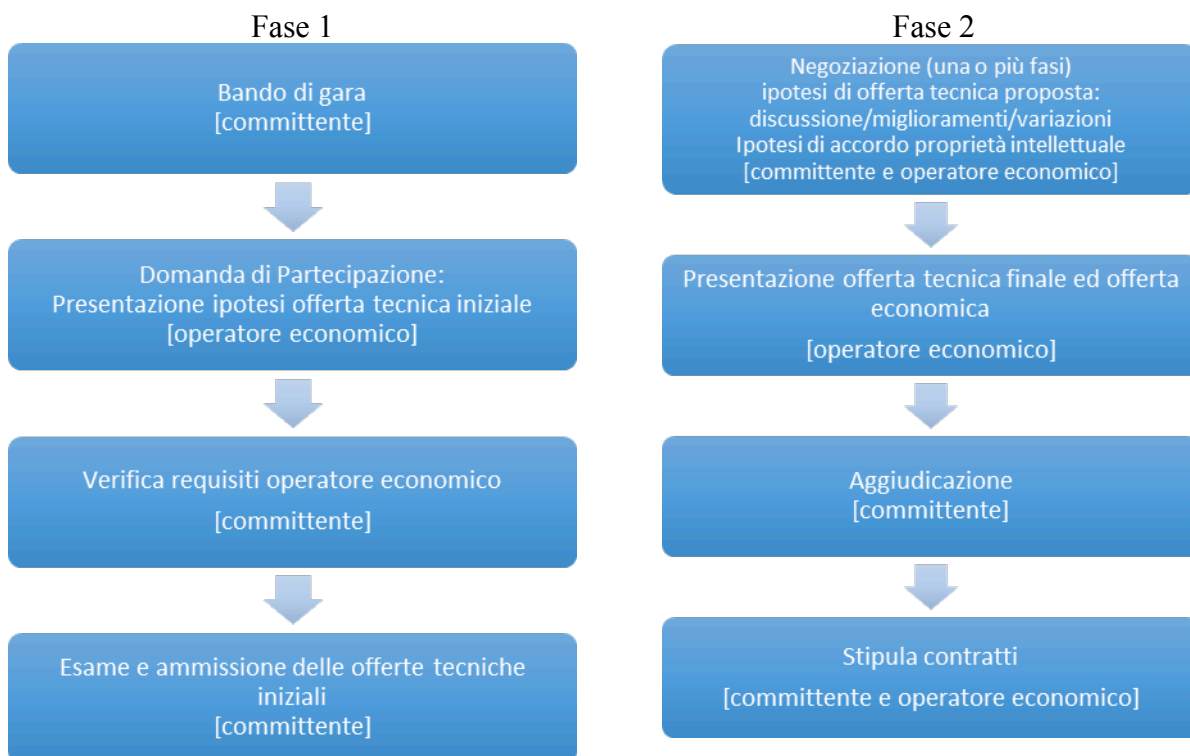 Fase 1
Bando di gara
[committente]
Domanda di Partecipazione:
Presentazione ipotesi offerta tecnica iniziale
[operatore economico]
Verifica requisiti operatore economico
[committente]
Esame e ammissione delle offerte tecniche
iniziali
[committente]
Fase 2
Negoziazione (una o più fasi)
ipotesi di offerta tecnica proposta:
discussione/miglioramenti/variazioni
Ipotesi di accordo proprietà intellettuale
[committente e operatore economico]
Presentazione offerta tecnica finale ed offerta
economica
[operatore economico]
Aggiudicazione
[committente]
Stipula contratti
[committente e operatore economico]